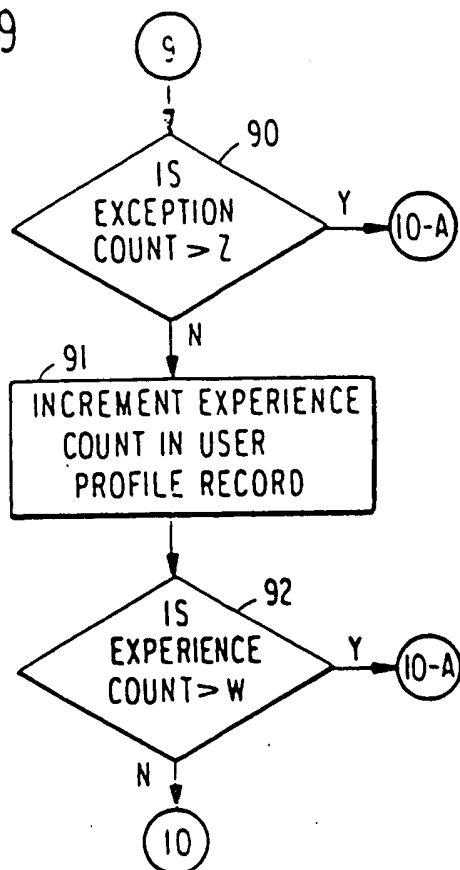 9
9
90
IS
EXCEPTION
COUNT > Z
Y
10-A
N
91
INCREMENT EXPERIENCE
COUNT IN USER
PROFILE RECORD
92
IS
EXPERIENCE
COUNT > W
Y
10-A
N
10